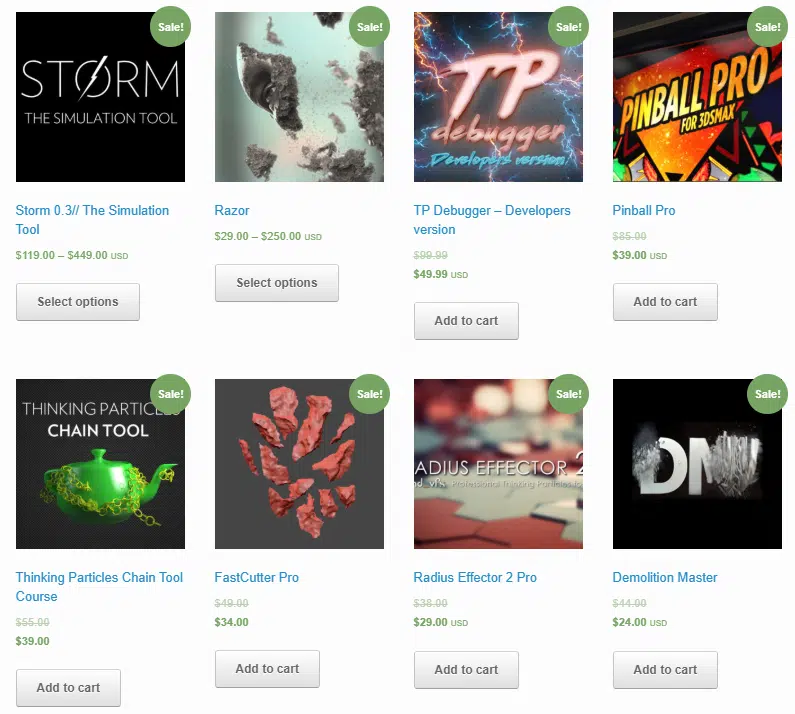 Sale!
STORM
THE SIMULATION TOOL
Storm 0.3// The Simulation
Tool
$119.00 – $449.00 USD
Select options
Sale!
Razor
$29.00 – $250.00 USD
Select options
Sale!
TP
debugger
Developers version
TP Debugger – Developers
version
$99.99
$49.99 USD
Add to cart
Sale!
PINBALL PRO
FOR 3DSMAX
Pinball Pro
$85.00
$39.00 USD
Add to cart
Sale!
THINKING PARTICLES
CHAIN TOOL
Thinking Particles Chain Tool
Course
$55.00
$39.00
Add to cart
Sale!
FastCutter Pro
$49.00
$34.00
Add to cart
Sale!
ADIUS EFFECTOR 2
Professional Thinking Particles
Radius Effector 2 Pro
$38.00
$29.00 USD
Add to cart
Sale!
DM
Demolition Master
$44.00
$24.00 USD
Add to cart